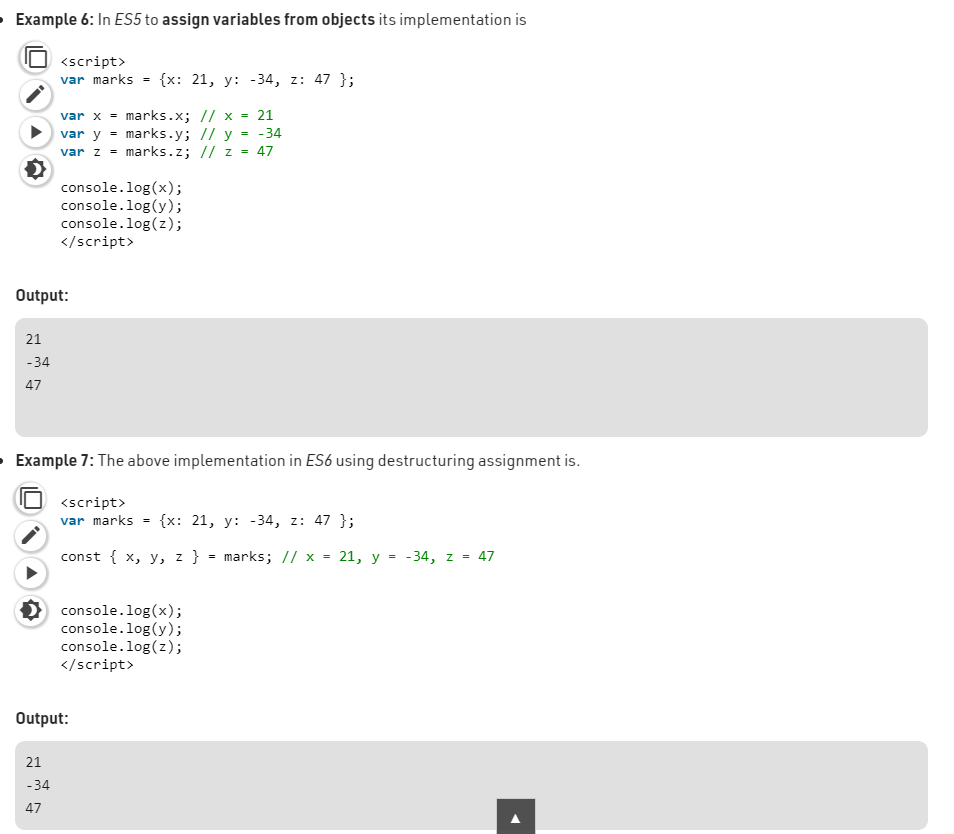 Example 6: In ES5 to assign variables from objects its implementation is
<script>
var marks = {x: 21, y: -34, z: 47 };
var x = marks.x; // x = 21
var y = marks.y; // y = -34
var z = marks.z; // z = 47
console.log(x);
console.log(y);
console.log(z);
</script>
Output:
21
-34
47
Example 7: The above implementation in ES6 using destructuring assignment is.
<script>
var marks = {x: 21, y: -34, z: 47 };
const { x, y, z } = marks; // x = 21, y = -34, z = 47
console.log(x);
console.log(y);
console.log(z);
</script>
Output:
21
-34
47